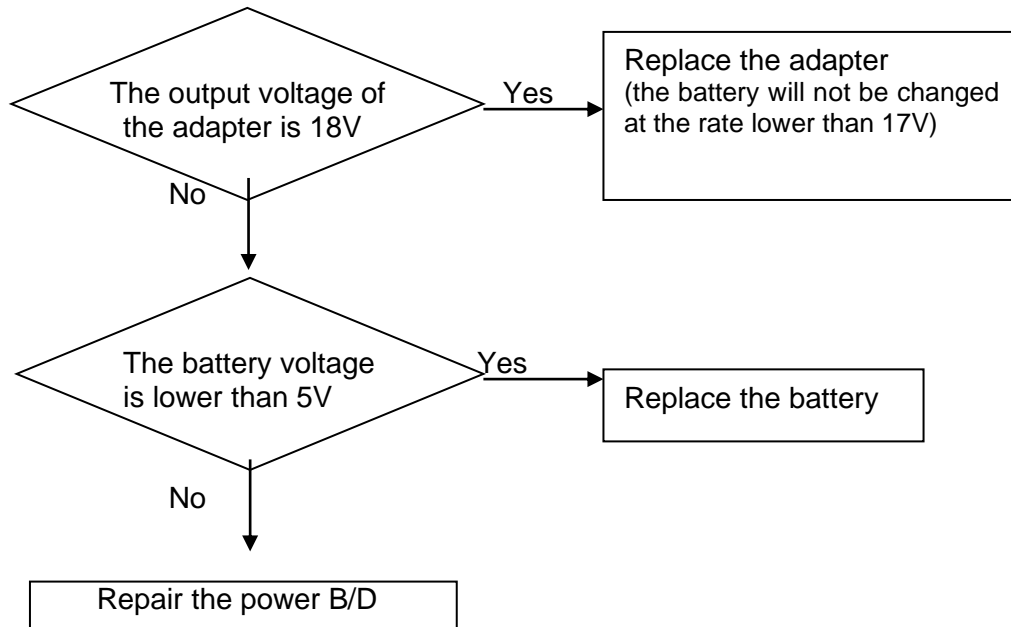 The output voltage of
the adapter is 18V
Yes
Replace the adapter
(the battery will not be changed
at the rate lower than 17V)
No
The battery voltage
is lower than 5V
Yes
Replace the battery
No
Repair the power B/D